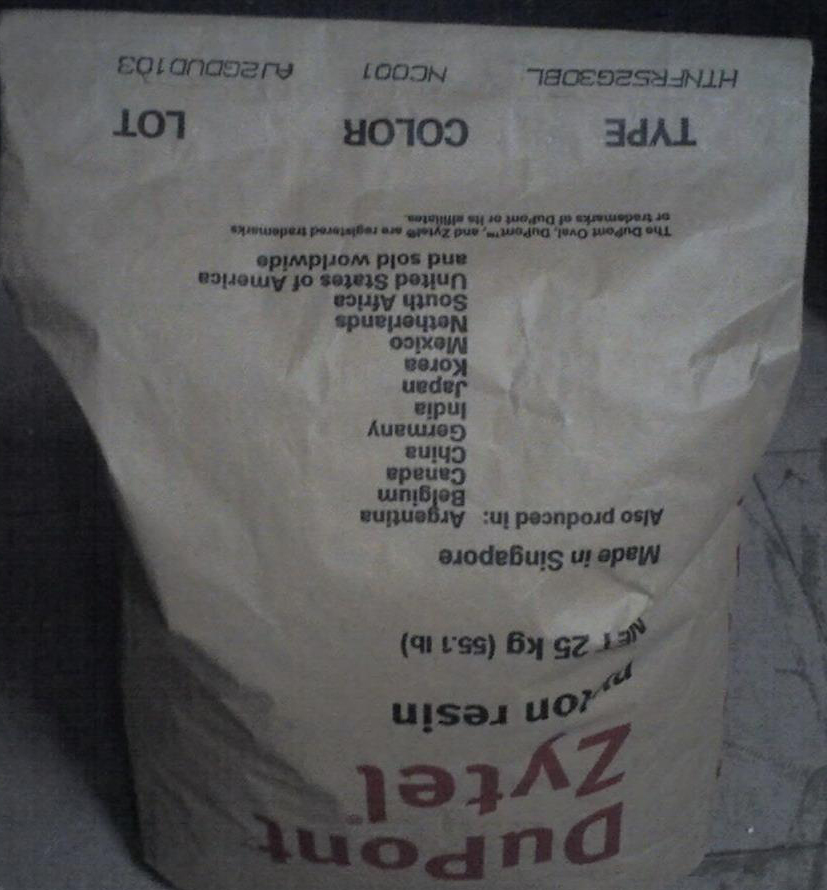 DuPont
Zytel®
nylon resin
NET 25 kg (55.1 lb)
Made in Singapore
Also produced in: Argentina
Belgium
Canada
China
Germany
India
Japan
Korea
Mexico
Netherlands
South Africa
United States of America
and sold worldwide
The DuPont Oval, DuPont™, and Zytel® are registered trademarks
or trademarks of DuPont or its affiliates.
TYPE COLOR LOT
HTNFR52G30BL NC001 AJ2GDUD103